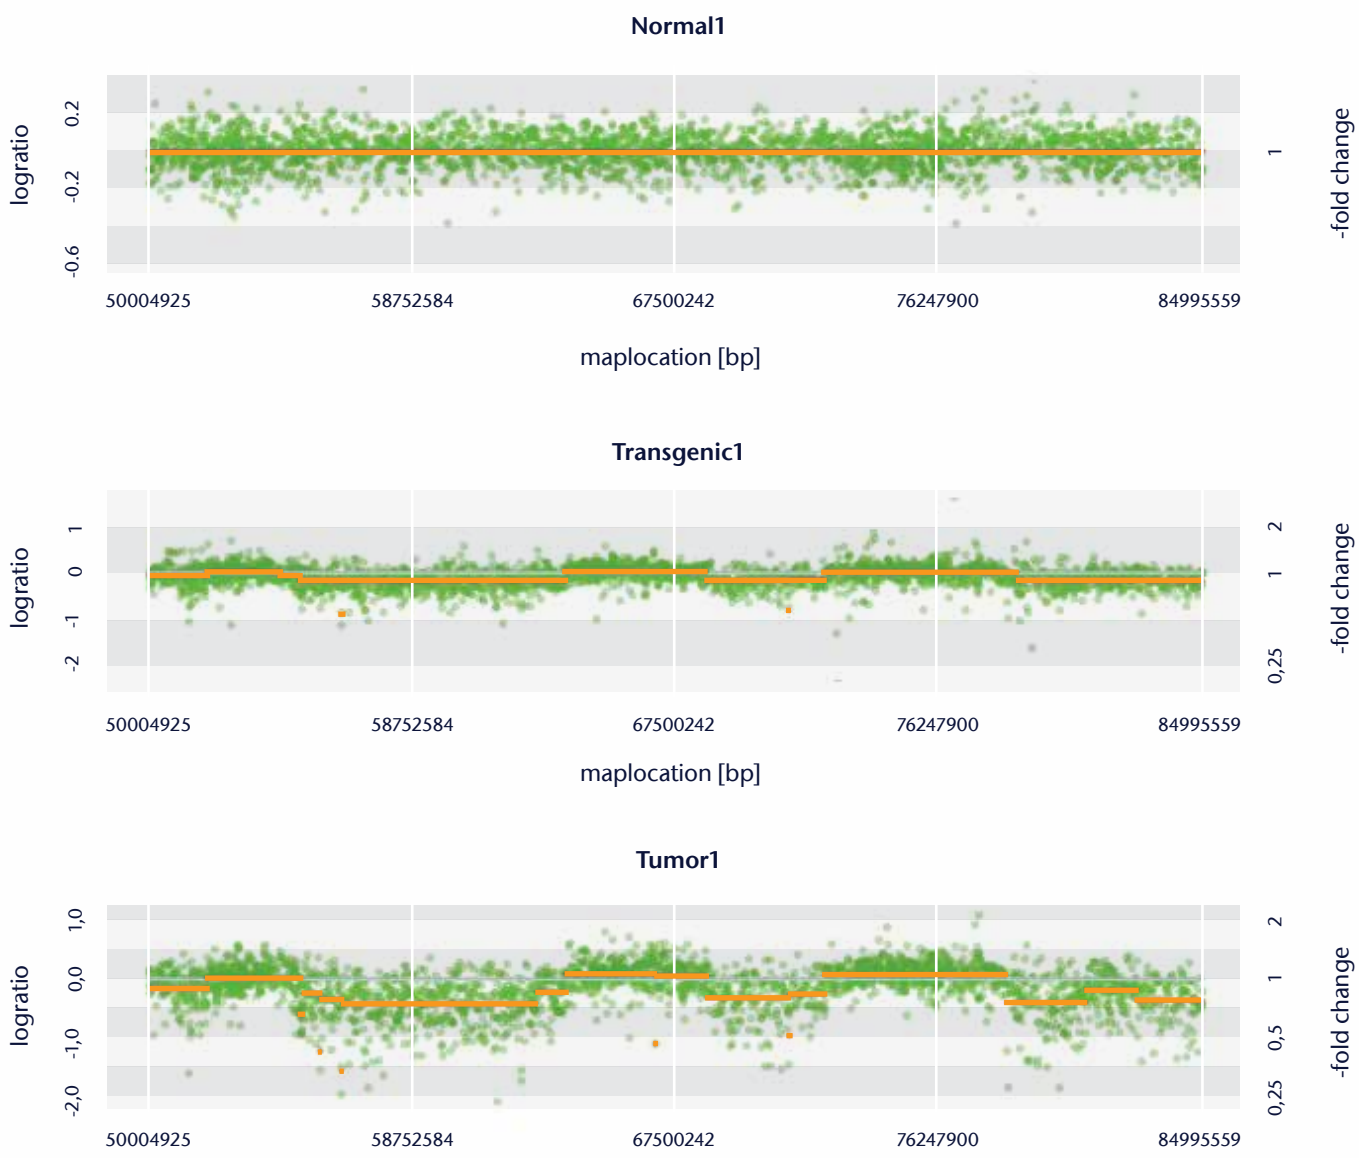 Normal1
logratio
0.2
-0.2
-0.6
1
-fold change
50004925 58752584 67500242 76247900 84995559
maplocation [bp]
Transgenic1
logratio
1
0
-1
-2
2
1
0,25
-fold change
50004925 58752584 67500242 76247900 84995559
maplocation [bp]
Tumor1
logratio
1,0
0,0
-1,0
-2,0
2
1
0,5
0,25
-fold change
50004925 58752584 67500242 76247900 84995559